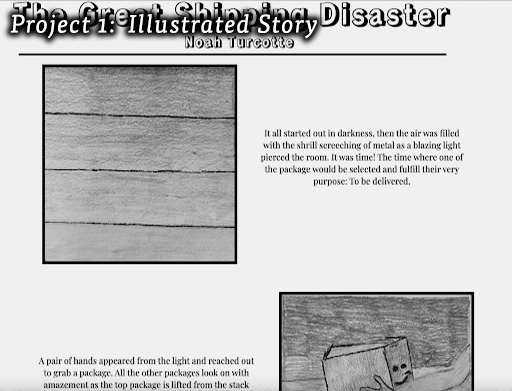 The Great Shipping Disaster
Project 1: Illustrated Story
Noah Turcotte
It all started out in darkness, then the air was filled
with the shrill screeching of metal as a blazing light
pierced the room. It was time! The time where one of
the package would be selected and fulfill their very
purpose: To be delivered.
A pair of hands appeared from the light and reached out
to grab a package. All the other packages look on with
amazement as the top package is lifted from the stack